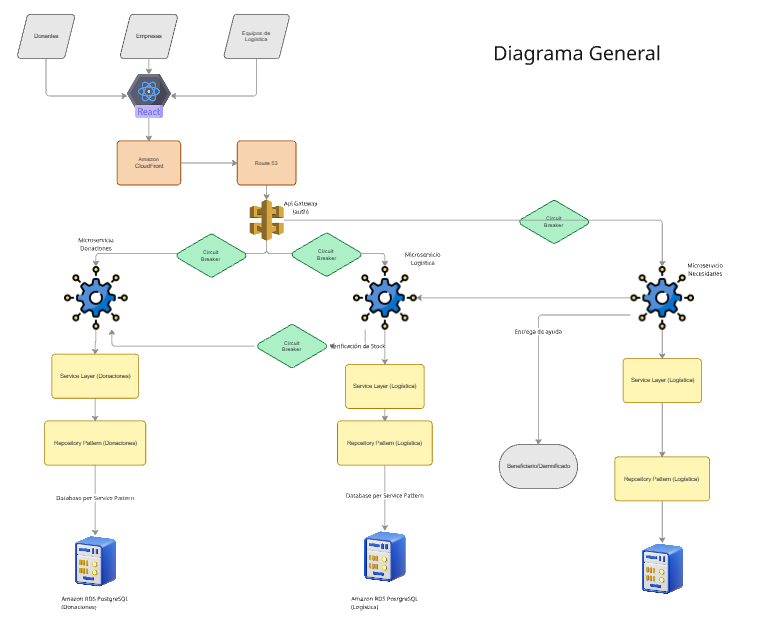 Donantes
Empresas
Equipos de
Logística
Diagrama General
React
Amazon
CloudFront
Route 53
Api Gateway
(auth)
Circuit
Breaker
Microservicio
Donaciones
Circuit
Breaker
Circuit
Breaker
Microservicio
Logística
Microservicio
Necesidades
Entrega de ayuda
Circuit
Breaker
Verificación de Stock
Service Layer (Donaciones)
Service Layer (Logística)
Service Layer (Logística)
Repository Pattern (Donaciones)
Repository Pattern (Logística)
Beneficiario/Damnificado
Repository Pattern (Logística)
Database per Service Pattern
Database per Service Pattern
Amazon RDS PostgreSQL
(Donaciones)
Amazon RDS PostgreSQL
(Logística)